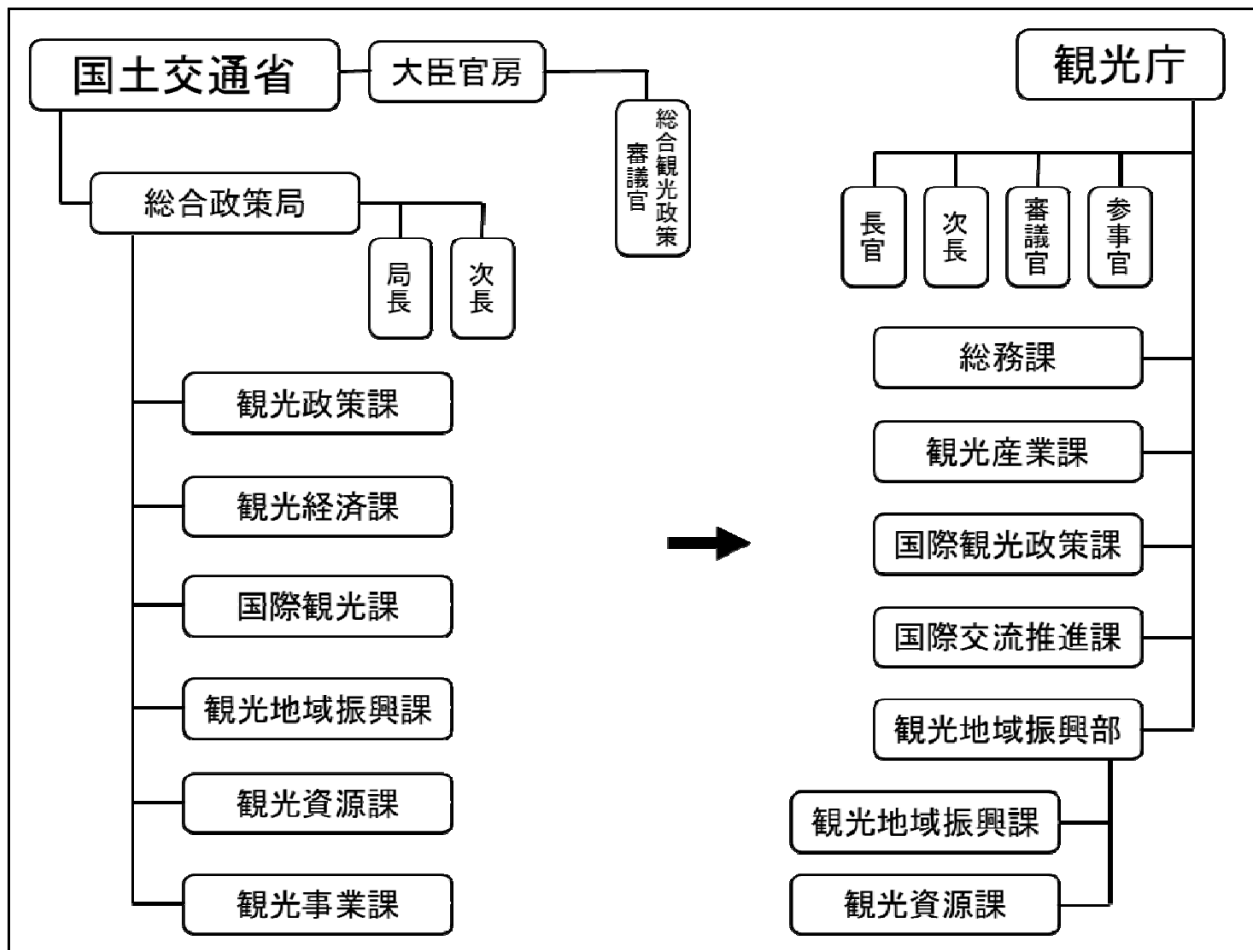 国土交通省
大臣官房
総合観光政策
審議官
総合政策局
局長
次長
観光政策課
観光経済課
国際観光課
観光地域振興課
観光資源課
観光事業課
観光庁
長官
次長
審議官
参事官
総務課
観光産業課
国際観光政策課
国際交流推進課
観光地域振興部
観光地域振興課
観光資源課